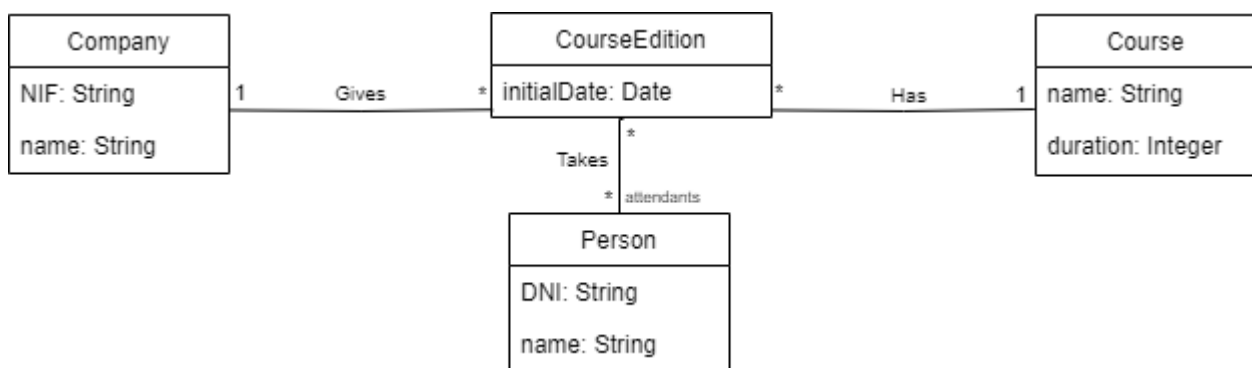 Company
NIF: String
name: String
1
Gives
*
CourseEdition
initialDate: Date
*
Has
1
Course
name: String
duration: Integer
*
Takes
* attendants
Person
DNI: String
name: String